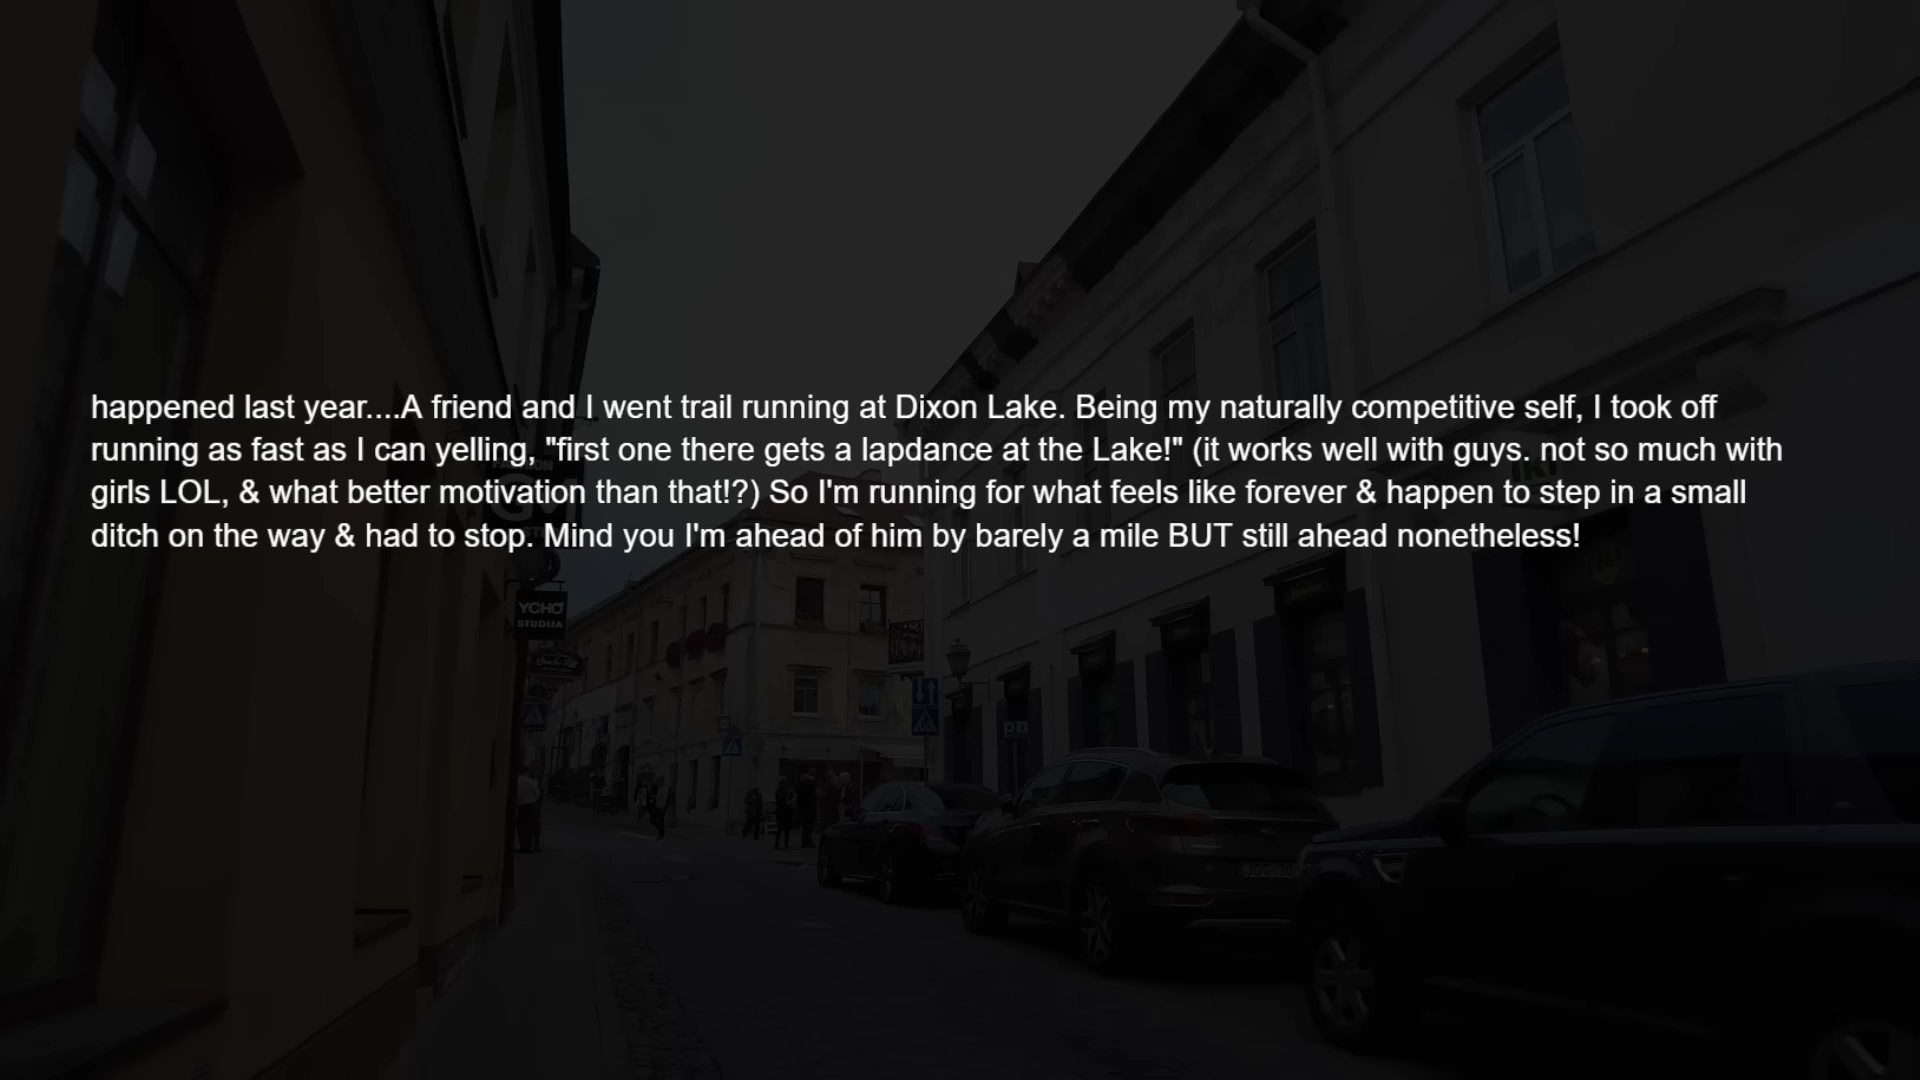 happened last year....A friend and I went trail running at Dixon Lake. Being my naturally competitive self, I took off
running as fast as I can yelling, "first one there gets a lapdance at the Lake!" (it works well with guys. not so much with
girls LOL, & what better motivation than that!?) So I'm running for what feels like forever & happen to step in a small
ditch on the way & had to stop. Mind you I'm ahead of him by barely a mile BUT still ahead nonetheless!
IKI
YCHO
STUDIJA